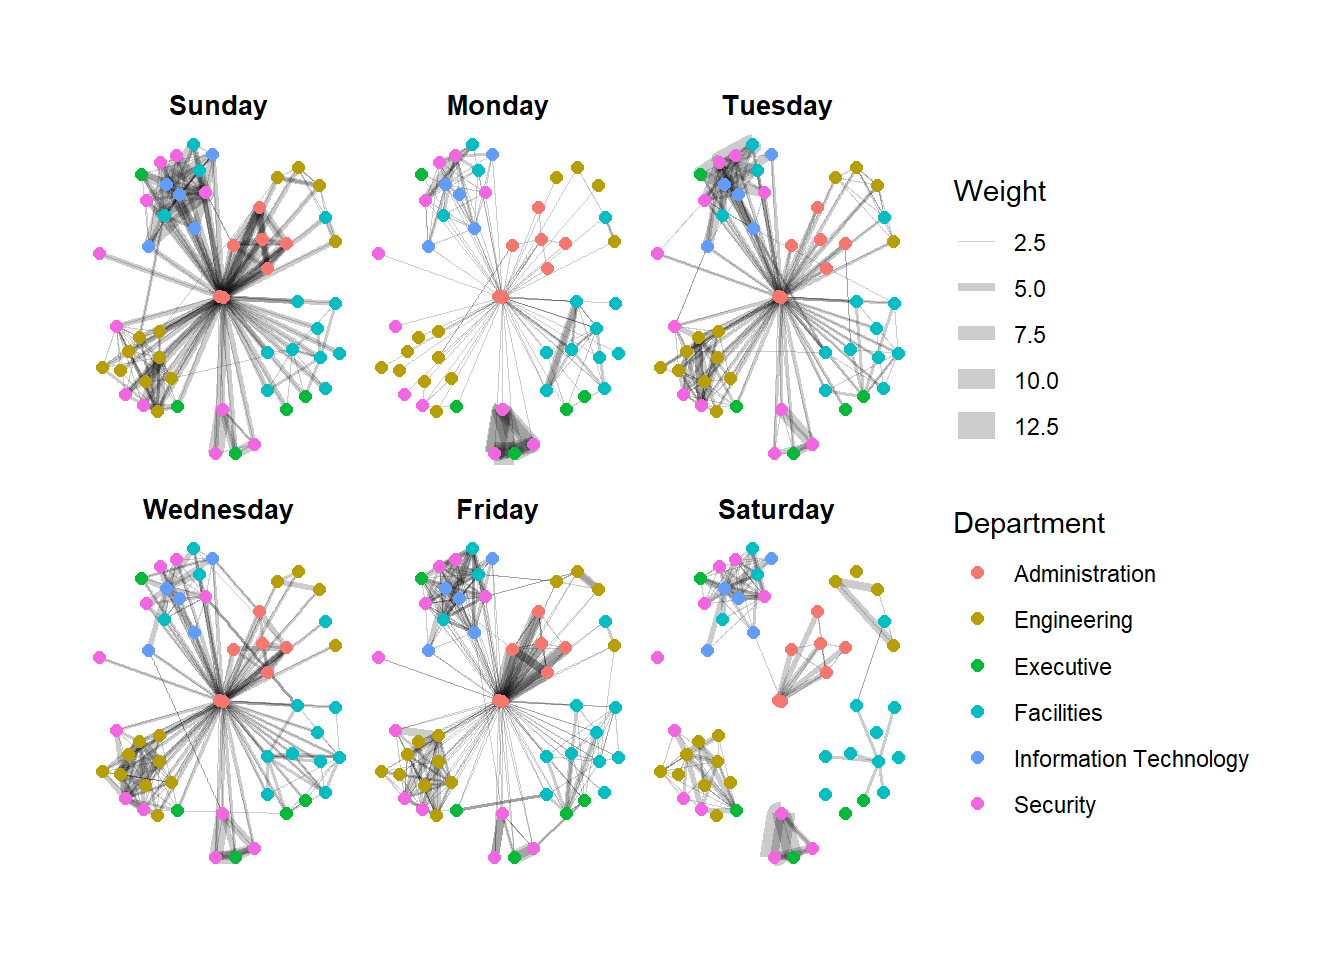 Sunday
Monday
Tuesday
Wednesday
Friday
Saturday
Weight
2.5
5.0
7.5
10.0
12.5
Department
Administration
Engineering
Executive
Facilities
Information Technology
Security